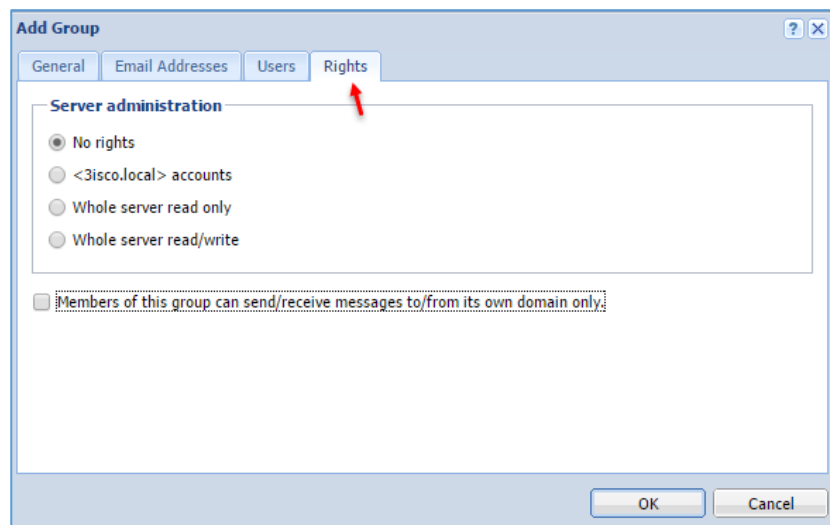 Add Group
General
Email Addresses
Users
Rights
Server administration
No rights
<3isco.local> accounts
Whole server read only
Whole server read/write
Members of this group can send/receive messages to/from its own domain only.
OK
Cancel